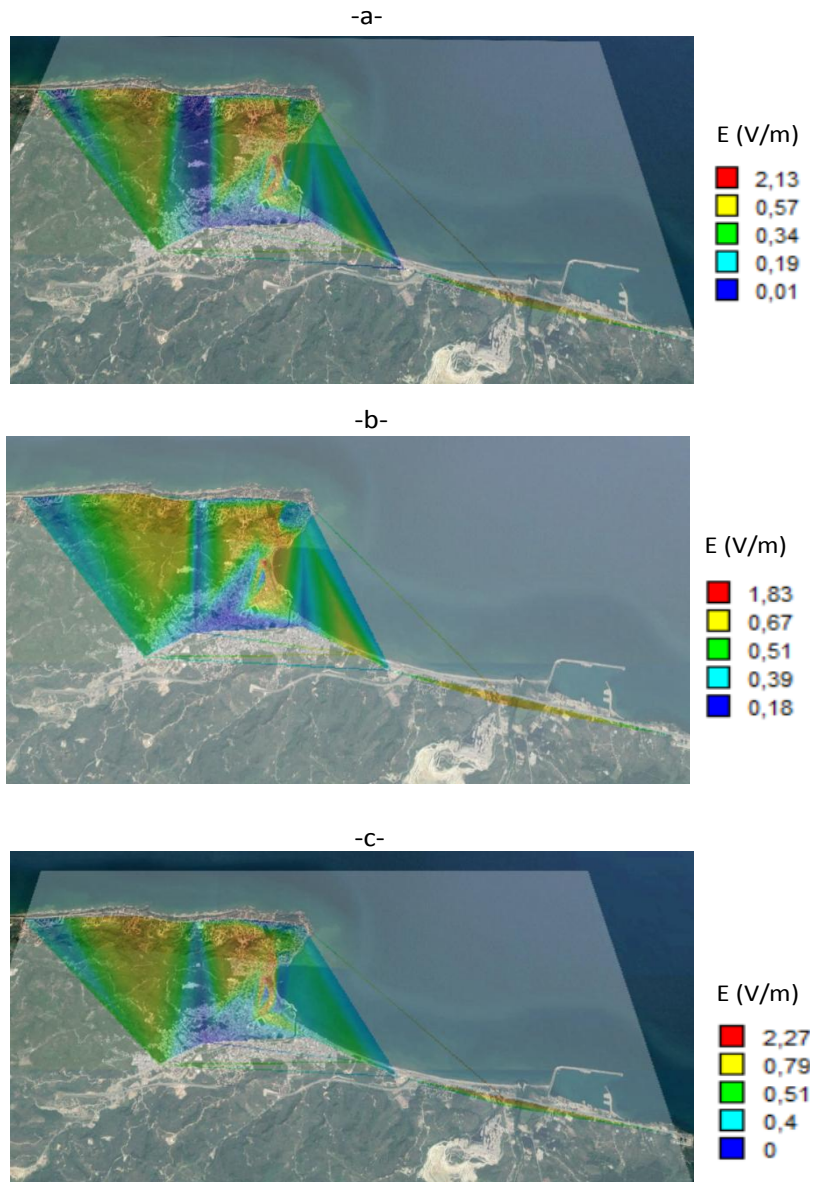 -a-
E (V/m)
2,13
0,57
0,34
0,19
0,01
-b-
E (V/m)
1,83
0,67
0,51
0,39
0,18
-c-
E (V/m)
2,27
0,79
0,51
0,4
0